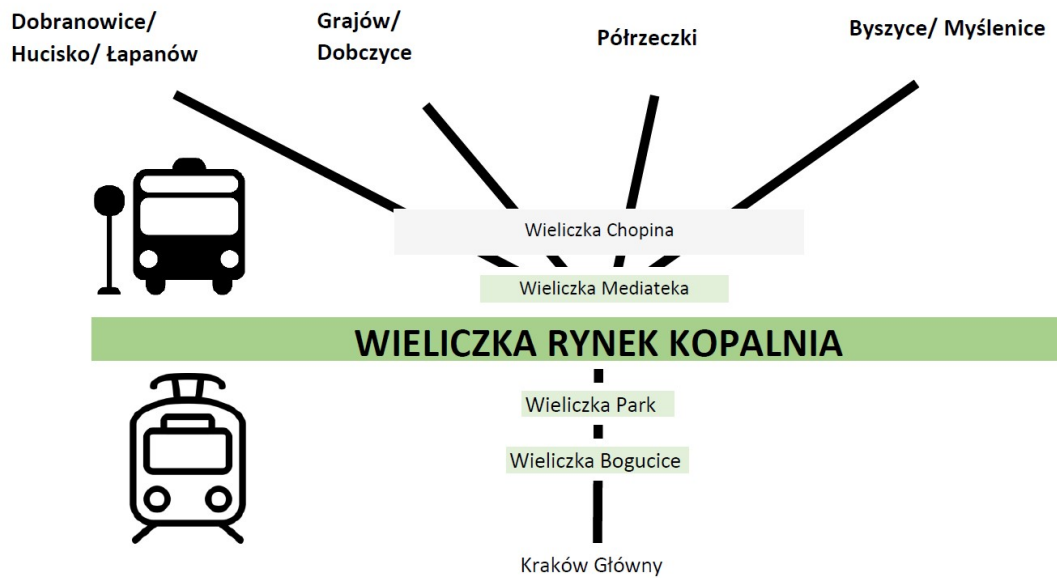 Dobranowice/
Hucisko/ Łapanów
Grajów/
Dobczyce
Półrzeczki
Byszyce/ Myślenice
Wieliczka Chopina
Wieliczka Mediateka
WIELICZKA RYNEK KOPALNIA
Wieliczka Park
Wieliczka Bogucice
Kraków Główny